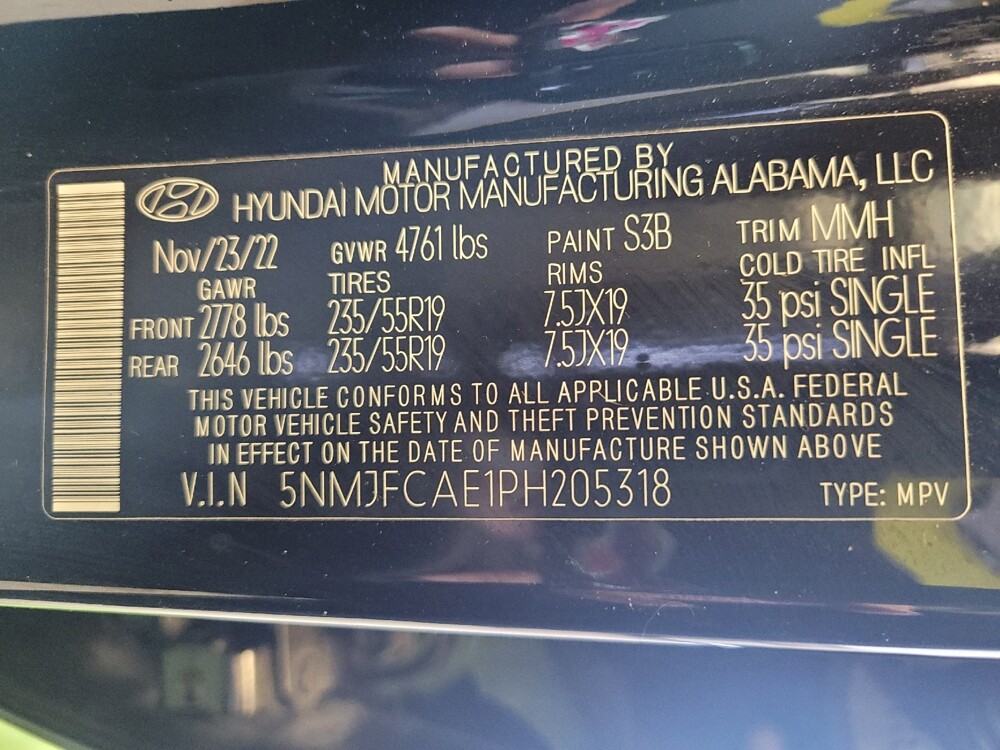 MANUFACTURED BY
HYUNDAI MOTOR MANUFACTURING ALABAMA, LLC
Nov/23/22 GVWR 4761 lbs PAINT S3B TRIM MMH
GAWR TIRES RIMS COLD TIRE INFL
FRONT 2778 lbs 235/55R19 7.5JX19 35 psi SINGLE
REAR 2646 lbs 235/55R19 7.5JX19 35 psi SINGLE
THIS VEHICLE CONFORMS TO ALL APPLICABLE U.S.A. FEDERAL
MOTOR VEHICLE SAFETY AND THEFT PREVENTION STANDARDS
IN EFFECT ON THE DATE OF MANUFACTURE SHOWN ABOVE
V.I.N 5NMJFCAE1PH205318 TYPE: MPV